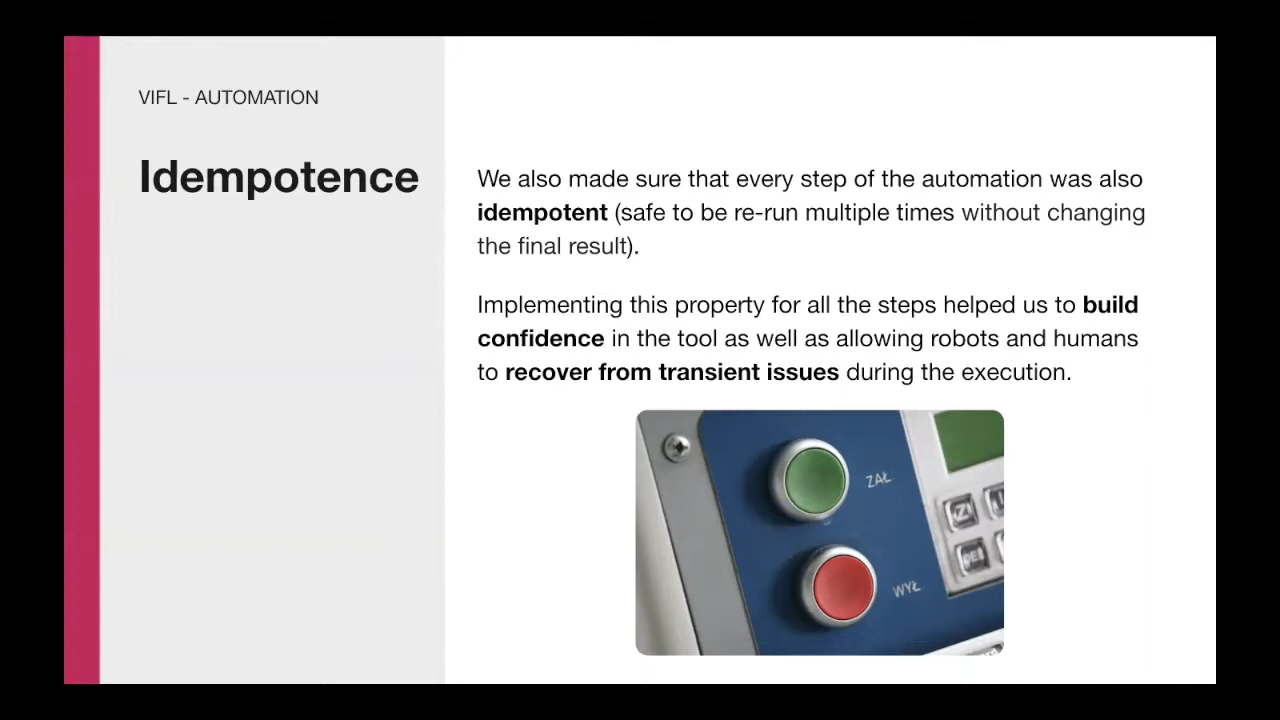 VIFL - AUTOMATION
Idempotence
We also made sure that every step of the automation was also
idempotent (safe to be re-run multiple times without changing
the final result).
Implementing this property for all the steps helped us to build
confidence in the tool as well as allowing robots and humans
to recover from transient issues during the execution.
ZAŁ
WYŁ